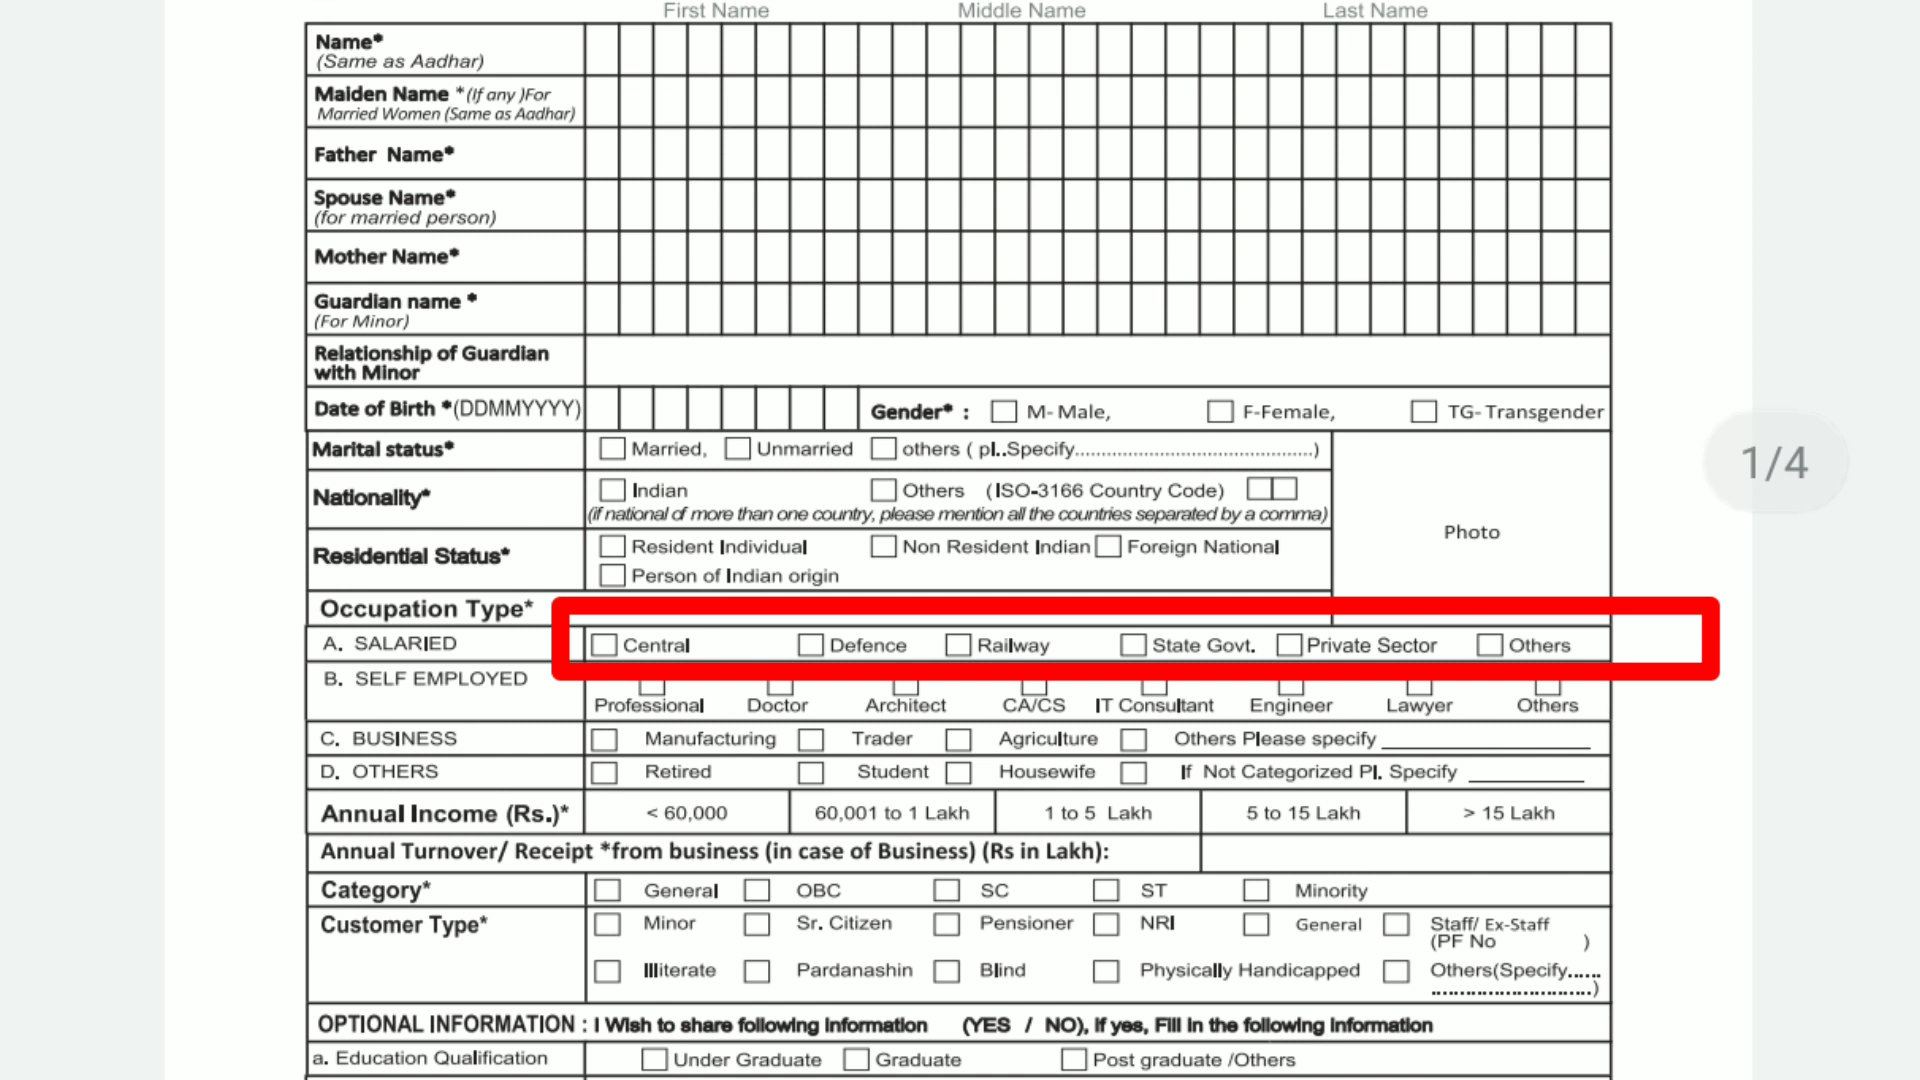 First Name Middle Name Last Name
Name*
(Same as Aadhar)
Maiden Name *(If any )For
Married Women (Same as Aadhar)
Father Name*
Spouse Name*
(for married person)
Mother Name*
Guardian name *
(For Minor)
Relationship of Guardian
with Minor
Date of Birth *(DDMMYYYY) Gender* : M- Male, F-Female, TG- Transgender
Marital status* Married, Unmarried others ( pl..Specify...........................................)
Nationality* Indian Others (ISO-3166 Country Code)
(if national of more than one country, please mention all the countries separated by a comma)
Photo
Residential Status* Resident Individual Non Resident Indian Foreign National
Person of Indian origin
Occupation Type*
A. SALARIED Central Defence Railway State Govt. Private Sector Others
B. SELF EMPLOYED
Professional Doctor Architect CA/CS IT Consultant Engineer Lawyer Others
C. BUSINESS Manufacturing Trader Agriculture Others Please specify ____________________
D. OTHERS Retired Student Housewife If Not Categorized Pl. Specify ___________
Annual Income (Rs.)* < 60,000 60,001 to 1 Lakh 1 to 5 Lakh 5 to 15 Lakh > 15 Lakh
Annual Turnover/ Receipt *from business (in case of Business) (Rs in Lakh):
Category* General OBC SC ST Minority
Customer Type* Minor Sr. Citizen Pensioner NRI General Staff/ Ex-Staff
(PF No )
Illiterate Pardanashin Blind Physically Handicapped Others(Specify......
............................)
OPTIONAL INFORMATION : I Wish to share following information (YES / NO), if yes, Fill in the following information
a. Education Qualification Under Graduate Graduate Post graduate /Others
1/4